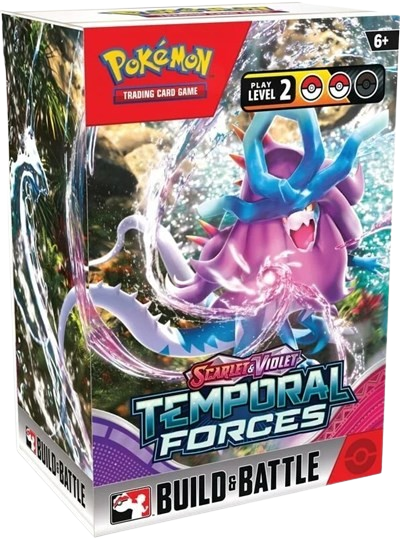 Pokémon
TRADING CARD GAME
6+
PLAY
LEVEL 2
SCARLET & VIOLET
TEMPORAL
FORCES
BUILD & BATTLE
BUILD & BATTLE